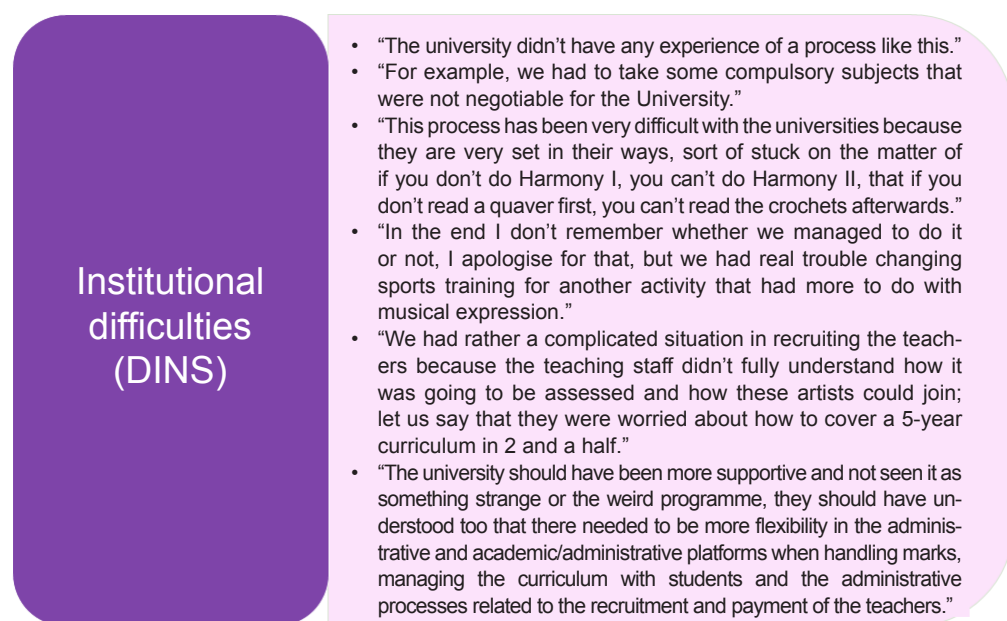 Institutional
difficulties
(DINS)
• “The university didn’t have any experience of a process like this.”
• “For example, we had to take some compulsory subjects that
were not negotiable for the University.”
• “This process has been very difficult with the universities because
they are very set in their ways, sort of stuck on the matter of
if you don’t do Harmony I, you can’t do Harmony II, that if you
don’t read a quaver first, you can’t read the crochets afterwards.”
• “In the end I don’t remember whether we managed to do it
or not, I apologise for that, but we had real trouble changing
sports training for another activity that had more to do with
musical expression.”
• “We had rather a complicated situation in recruiting the teach-
ers because the teaching staff didn’t fully understand how it
was going to be assessed and how these artists could join;
let us say that they were worried about how to cover a 5-year
curriculum in 2 and a half.”
• “The university should have been more supportive and not seen it as
something strange or the weird programme, they should have un-
derstood too that there needed to be more flexibility in the adminis-
trative and academic/administrative platforms when handling marks,
managing the curriculum with students and the administrative
processes related to the recruitment and payment of the teachers.”